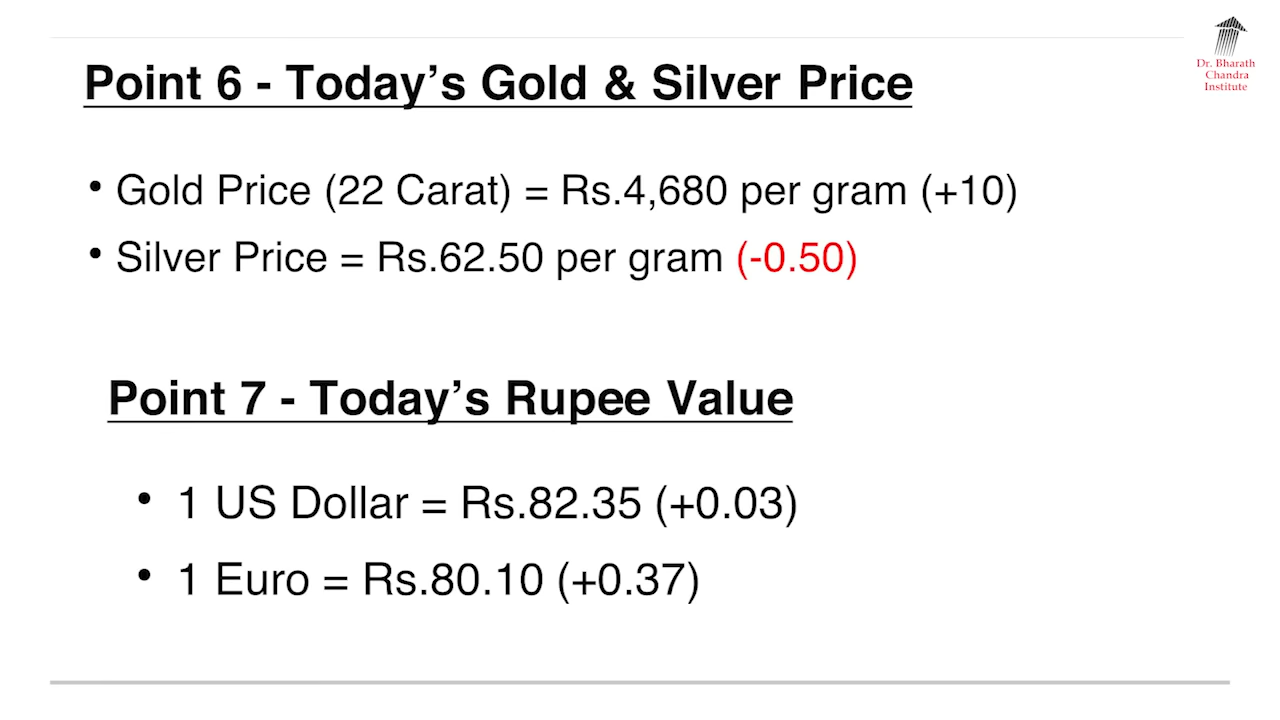 Dr. Bharath
Chandra
Institute
Point 6 - Today’s Gold & Silver Price
• Gold Price (22 Carat) = Rs.4,680 per gram (+10)
• Silver Price = Rs.62.50 per gram (-0.50)
Point 7 - Today’s Rupee Value
• 1 US Dollar = Rs.82.35 (+0.03)
• 1 Euro = Rs.80.10 (+0.37)